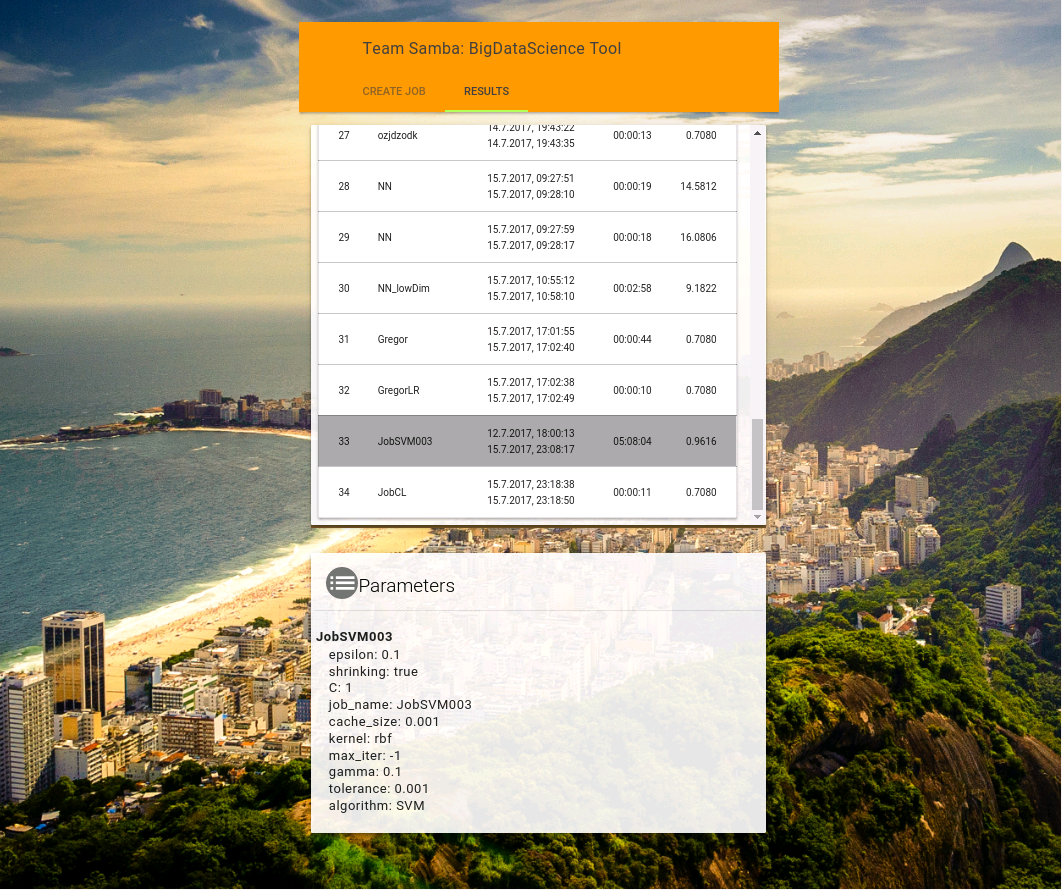 Team Samba: BigDataScience Tool
CREATE JOB RESULTS
14.7.2017, 19:43:22
27 ozjdzodk 00:00:13 0.7080
14.7.2017, 19:43:35
15.7.2017, 09:27:51
28 NN 00:00:19 14.5812
15.7.2017, 09:28:10
15.7.2017, 09:27:59
29 NN 00:00:18 16.0806
15.7.2017, 09:28:17
15.7.2017, 10:55:12
30 NN_lowDim 00:02:58 9.1822
15.7.2017, 10:58:10
15.7.2017, 17:01:55
31 Gregor 00:00:44 0.7080
15.7.2017, 17:02:40
15.7.2017, 17:02:38
32 GregorLR 00:00:10 0.7080
15.7.2017, 17:02:49
12.7.2017, 18:00:13
33 JobSVM003 05:08:04 0.9616
15.7.2017, 23:08:17
15.7.2017, 23:18:38
34 JobCL 00:00:11 0.7080
15.7.2017, 23:18:50
Parameters
JobSVM003
epsilon: 0.1
shrinking: true
C: 1
job_name: JobSVM003
cache_size: 0.001
kernel: rbf
max_iter: -1
gamma: 0.1
tolerance: 0.001
algorithm: SVM